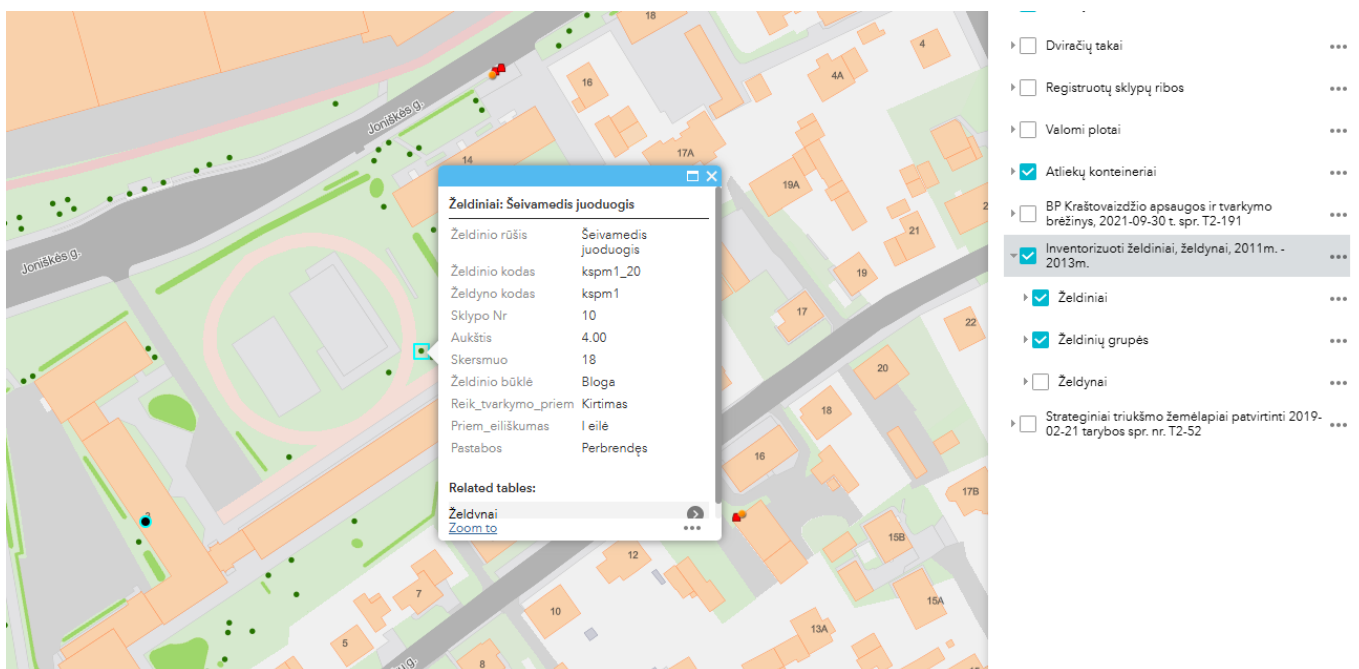 18
4
16
4A
Joniškės g.
14
17A
19A
2
21
Joniškės g.
19
17
22
20
18
16
17B
15B
12
7
10
15A
13A
5
8
Želdiniai: Šeivamedis juoduogis
Želdinio rūšis Šeivamedis
juoduogis
Želdinio kodas kspm1_20
Želdyno kodas kspm1
Sklypo Nr 10
Aukštis 4.00
Skersmuo 18
Želdinio būklė Bloga
Reik_tvarkymo_priem Kirtimas
Priem_eiliškumas I eilė
Pastabos Perbrendęs
Related tables:
Želdynai
Zoom to
Dviračių takai
Registruotų sklypų ribos
Valomi plotai
Atliekų konteineriai
BP Kraštovaizdžio apsaugos ir tvarkymo
brėžinys, 2021-09-30 t. spr. T2-191
Inventorizuoti želdiniai, želdynai, 2011m. -
2013m.
Želdiniai
Želdinių grupės
Želdynai
Strateginiai triukšmo žemėlapiai patvirtinti 2019-
02-21 tarybos spr. nr. T2-52